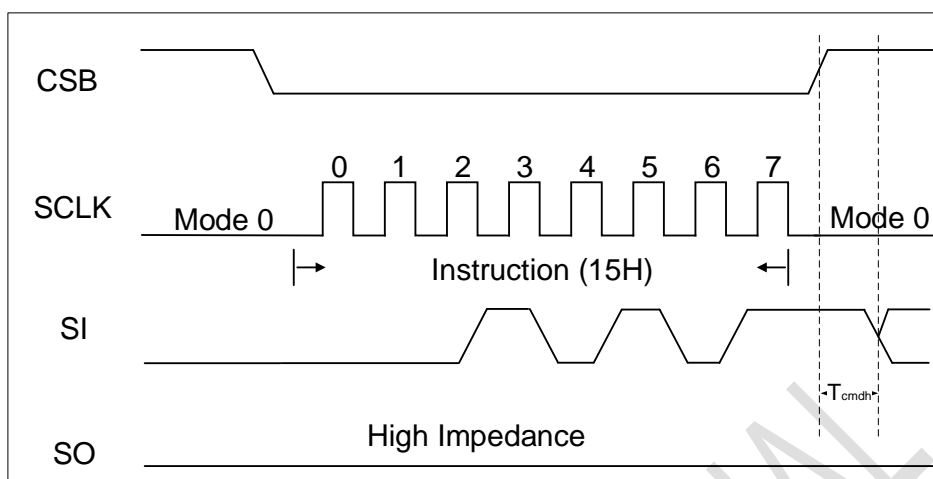 CSB
0 1 2 3 4 5 6 7
SCLK
Mode 0
Mode 0
Instruction (15H)
SI
Tcmdh
High Impedance
SO